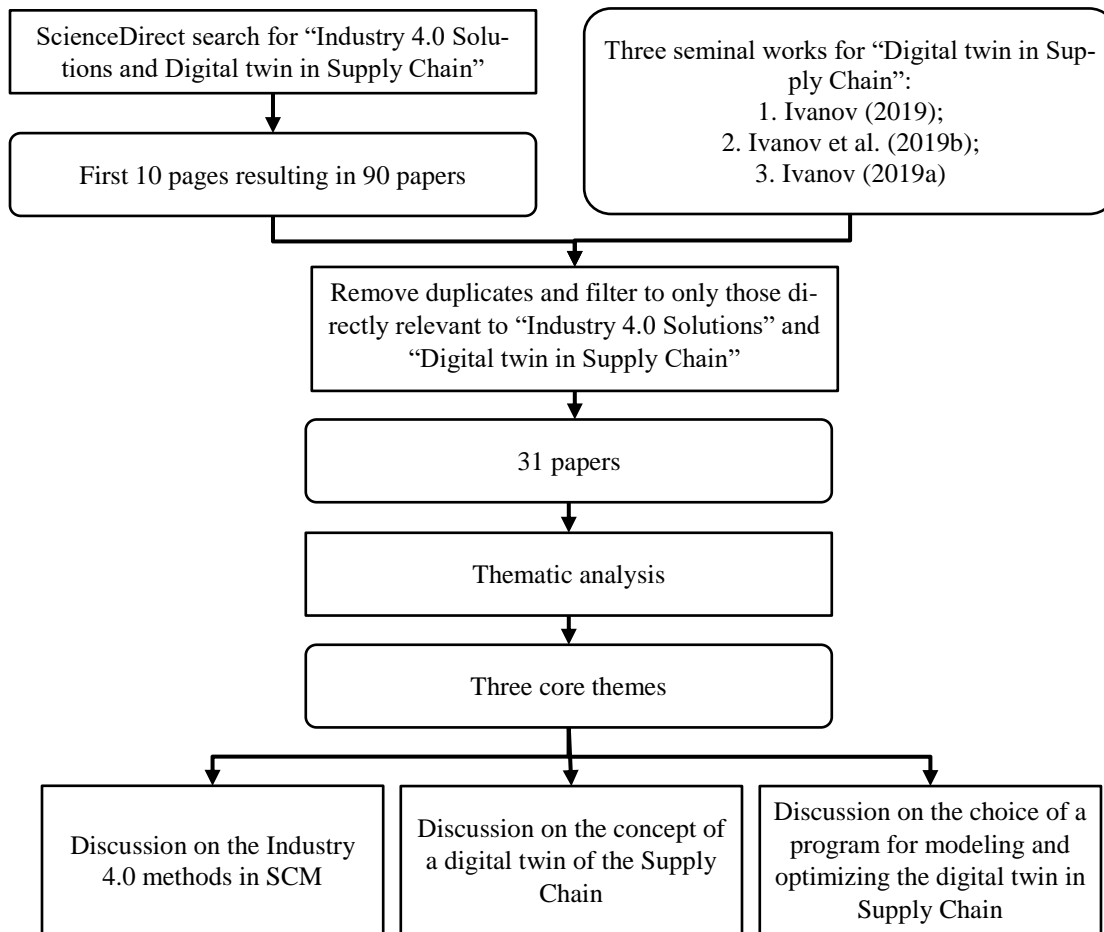 ScienceDirect search for “Industry 4.0 Solu-
tions and Digital twin in Supply Chain”
First 10 pages resulting in 90 papers
Three seminal works for “Digital twin in Sup-
ply Chain”:
1. Ivanov (2019);
2. Ivanov et al. (2019b);
3. Ivanov (2019a)
Remove duplicates and filter to only those di-
rectly relevant to “Industry 4.0 Solutions” and
“Digital twin in Supply Chain”
31 papers
Thematic analysis
Three core themes
Discussion on the Industry
4.0 methods in SCM
Discussion on the concept of
a digital twin of the Supply
Chain
Discussion on the choice of a
program for modeling and
optimizing the digital twin in
Supply Chain